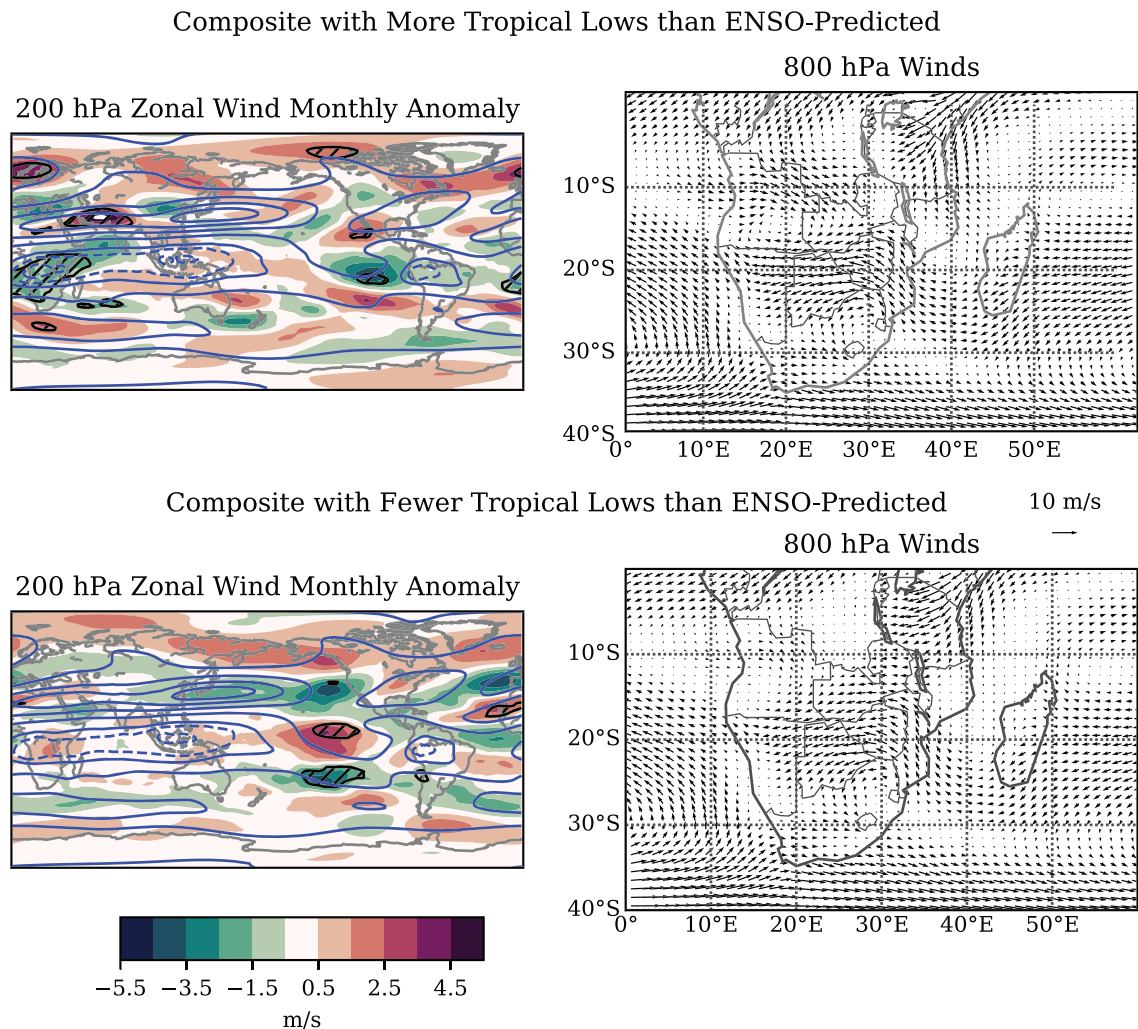 Composite with More Tropical Lows than ENSO-Predicted
800 hPa Winds
200 hPa Zonal Wind Monthly Anomaly
10°S
20°S
30°S
40°S
0° 10°E 20°E 30°E 40°E 50°E
Composite with Fewer Tropical Lows than ENSO-Predicted
10 m/s
800 hPa Winds
200 hPa Zonal Wind Monthly Anomaly
10°S
20°S
30°S
40°S
0° 10°E 20°E 30°E 40°E 50°E
−5.5 −3.5 −1.5 0.5 2.5 4.5
m/s